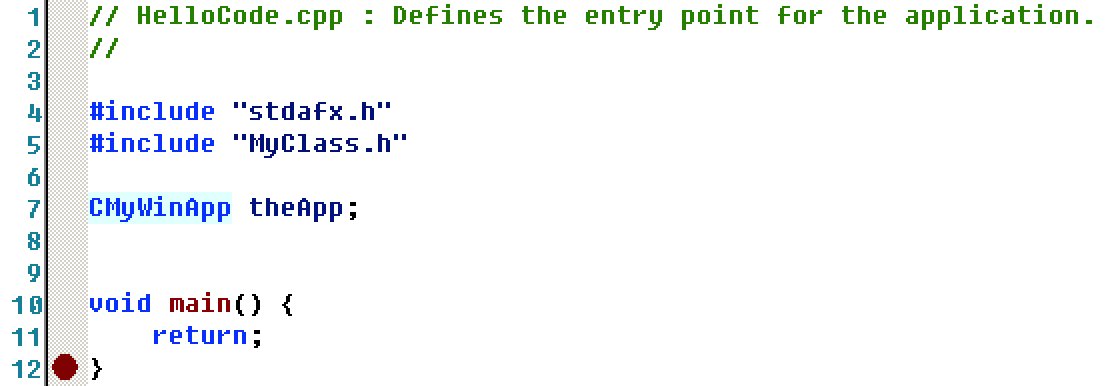 1 // HelloCode.cpp : Defines the entry point for the application.
2 //
3
4 #include "stdafx.h"
5 #include "MyClass.h"
6
7 CMyWinApp theApp;
8
9
10 void main() {
11     return;
12 }